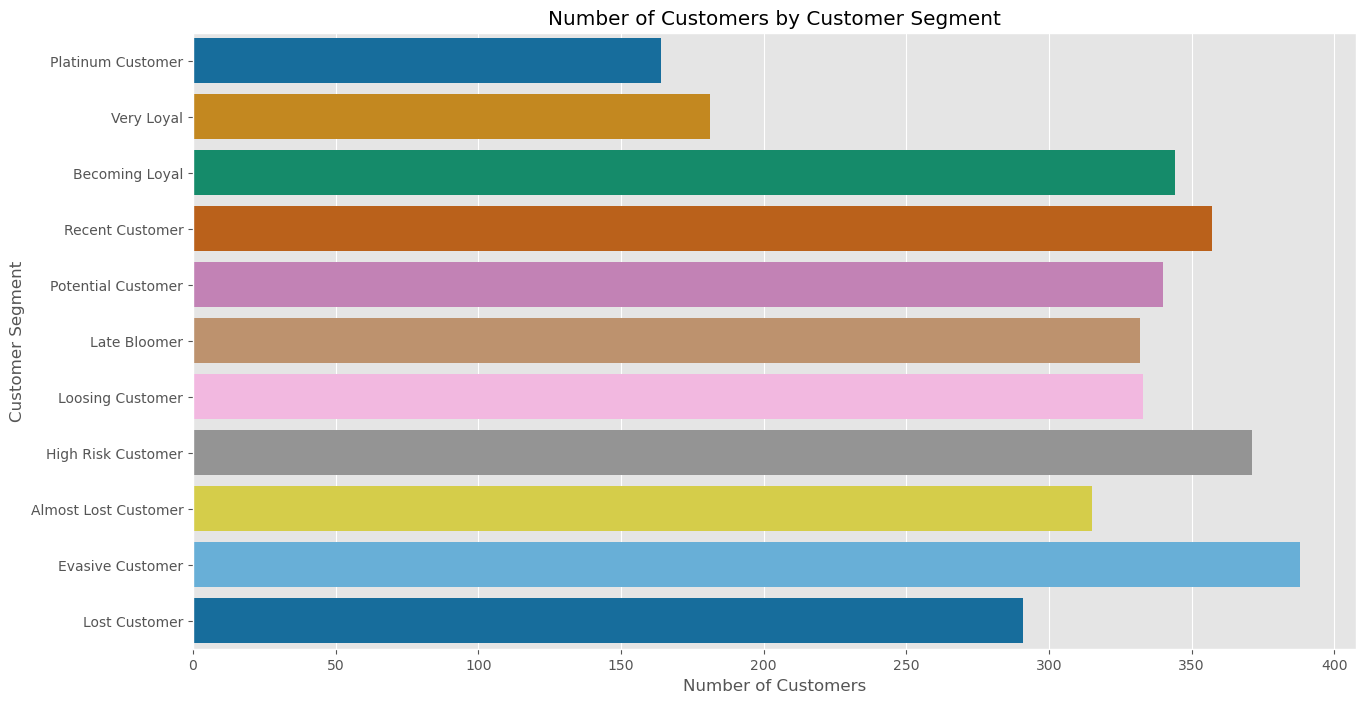 Number of Customers by Customer Segment
Platinum Customer
Very Loyal
Becoming Loyal
Recent Customer
Potential Customer
Late Bloomer
Loosing Customer
High Risk Customer
Almost Lost Customer
Evasive Customer
Lost Customer
Customer Segment
0 50 100 150 200 250 300 350 400
Number of Customers